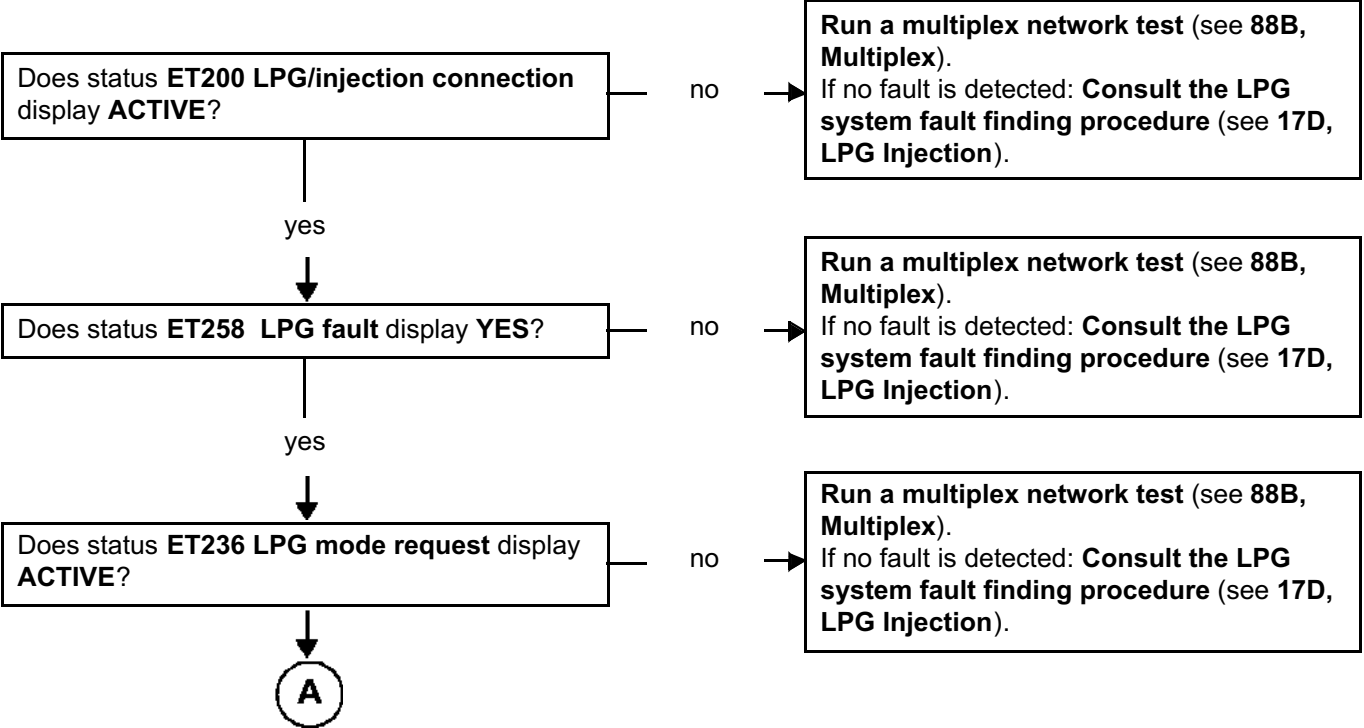 Does status ET200 LPG/injection connection
display ACTIVE?
no
Run a multiplex network test (see 88B,
Multiplex).
If no fault is detected: Consult the LPG
system fault finding procedure (see 17D,
LPG Injection).
yes
Does status ET258 LPG fault display YES?
no
Run a multiplex network test (see 88B,
Multiplex).
If no fault is detected: Consult the LPG
system fault finding procedure (see 17D,
LPG Injection).
yes
Does status ET236 LPG mode request display
ACTIVE?
no
Run a multiplex network test (see 88B,
Multiplex).
If no fault is detected: Consult the LPG
system fault finding procedure (see 17D,
LPG Injection).
A